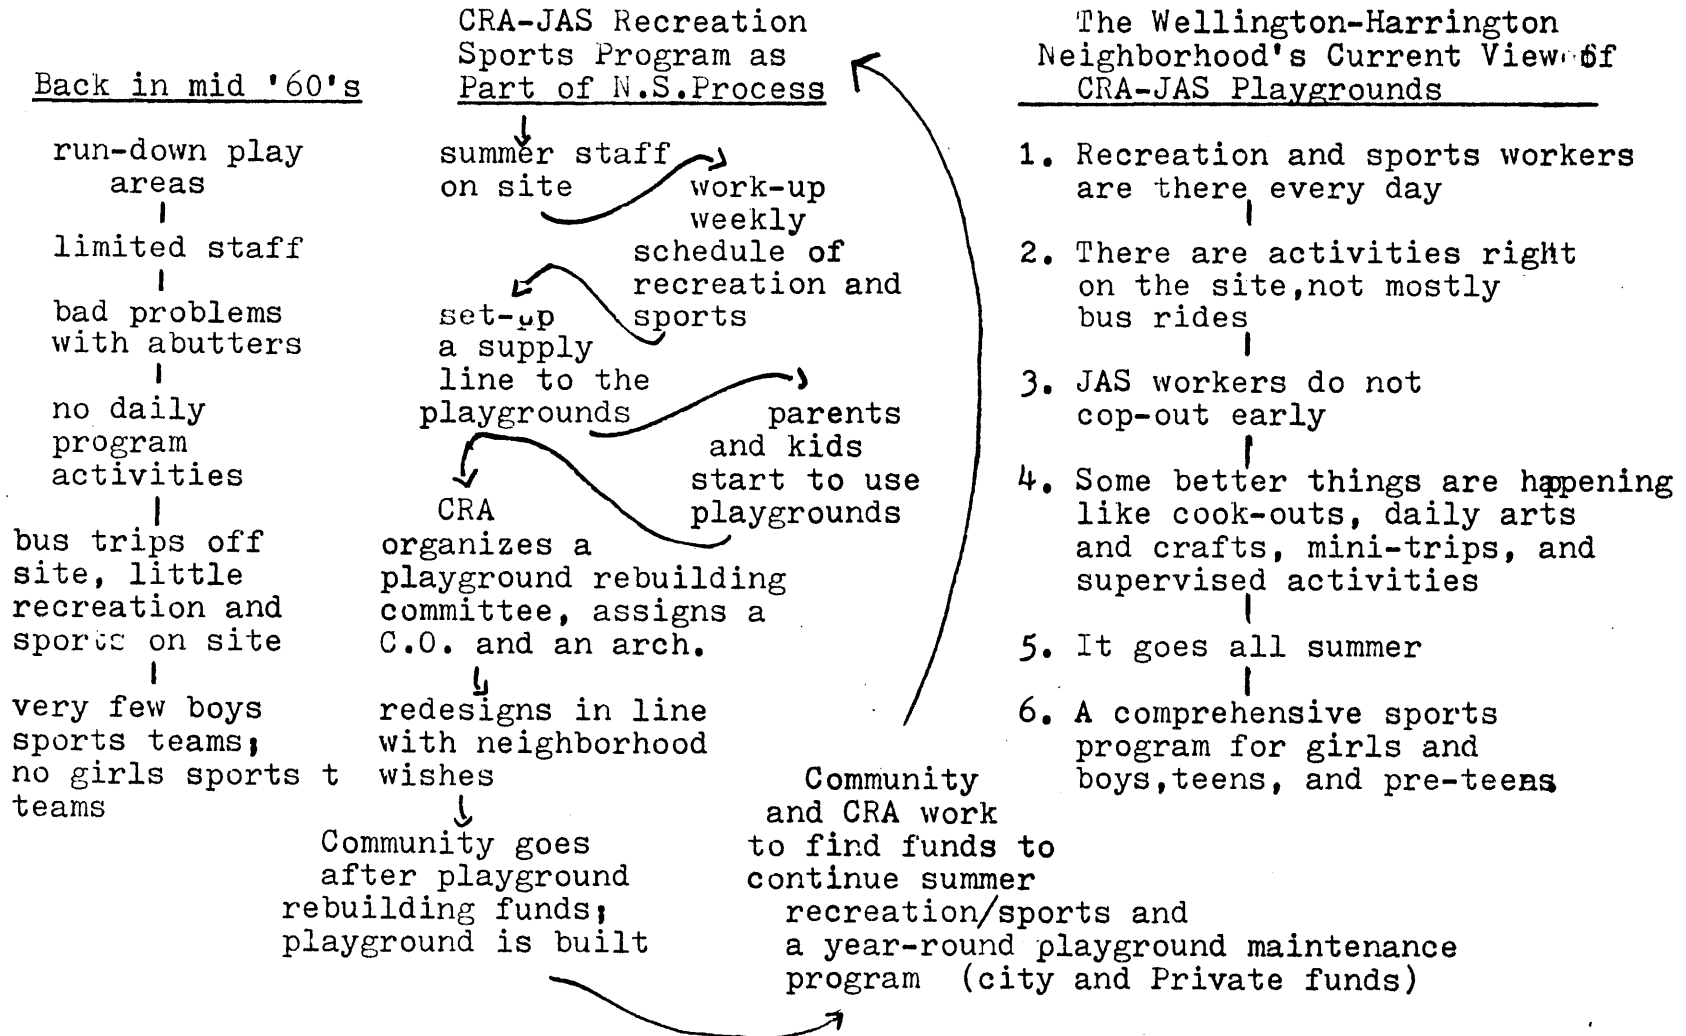 Back in mid '60's
run-down play
areas
limited staff
bad problems
with abutters
no daily
program
activities
bus trips off
site, little
recreation and
sports on site
very few boys
sports teams;
no girls sports t
teams
CRA-JAS Recreation
Sports Program as
Part of N.S.Process
summer staff
on site
work-up
weekly
schedule of
recreation and
sports
set-up
a supply
line to the
playgrounds
parents
and kids
start to use
playgrounds
CRA
organizes a
playground rebuilding
committee, assigns a
C.O. and an arch.
redesigns in line
with neighborhood
wishes
Community goes
after playground
rebuilding funds;
playground is built
Community
and CRA work
to find funds to
continue summer
recreation/sports and
a year-round playground maintenance
program (city and Private funds)
The Wellington-Harrington
Neighborhood's Current View of
CRA-JAS Playgrounds
1. Recreation and sports workers
are there every day
2. There are activities right
on the site,not mostly
bus rides
3. JAS workers do not
cop-out early
4. Some better things are happening
like cook-outs, daily arts
and crafts, mini-trips, and
supervised activities
5. It goes all summer
6. A comprehensive sports
program for girls and
boys,teens, and pre-teens